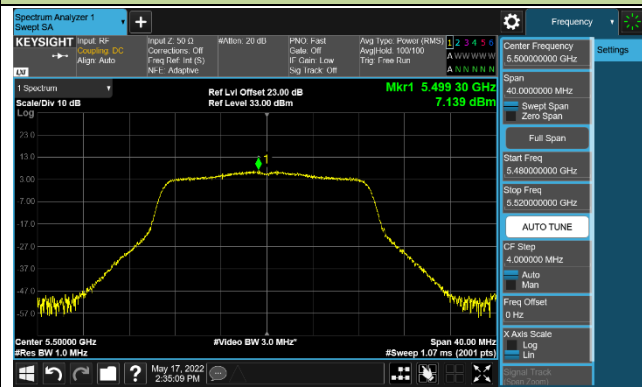 Spectrum Analyzer 1
Swept SA
Frequency
KEYSIGHT
Input: RF
Coupling: DC
Align: Auto
Input Z: 50 Ω
Corrections: Off
Freq Ref: Int (S)
NFE: Adaptive
#Atten: 20 dB
PNO: Fast
Gate: Off
IF Gain: Low
Sig Track: Off
Avg Type: Power (RMS)
Avg|Hold: 100/100
Trig: Free Run
1 2 3 4 5 6
A W W W W W
A N N N N N
LXI
1 Spectrum
Scale/Div 10 dB
Log
Ref Lvl Offset 23.00 dB
Ref Level 33.00 dBm
Mkr1 5.499 30 GHz
7.139 dBm
23.0
13.0
3.00
-7.00
-17.0
-27.0
-37.0
-47.0
-57.0
1
Center 5.50000 GHz
#Res BW 1.0 MHz
#Video BW 3.0 MHz*
Span 40.00 MHz
#Sweep 1.07 ms (2001 pts)
May 17, 2022
2:35:09 PM
Center Frequency
5.50000000 GHz
Settings
Span
40.0000000 MHz
Swept Span
Zero Span
Full Span
Start Freq
5.480000000 GHz
Stop Freq
5.520000000 GHz
AUTO TUNE
CF Step
4.000000 MHz
Auto
Man
Freq Offset
0 Hz
X Axis Scale
Log
Lin
Signal Track
(Span Zoom)